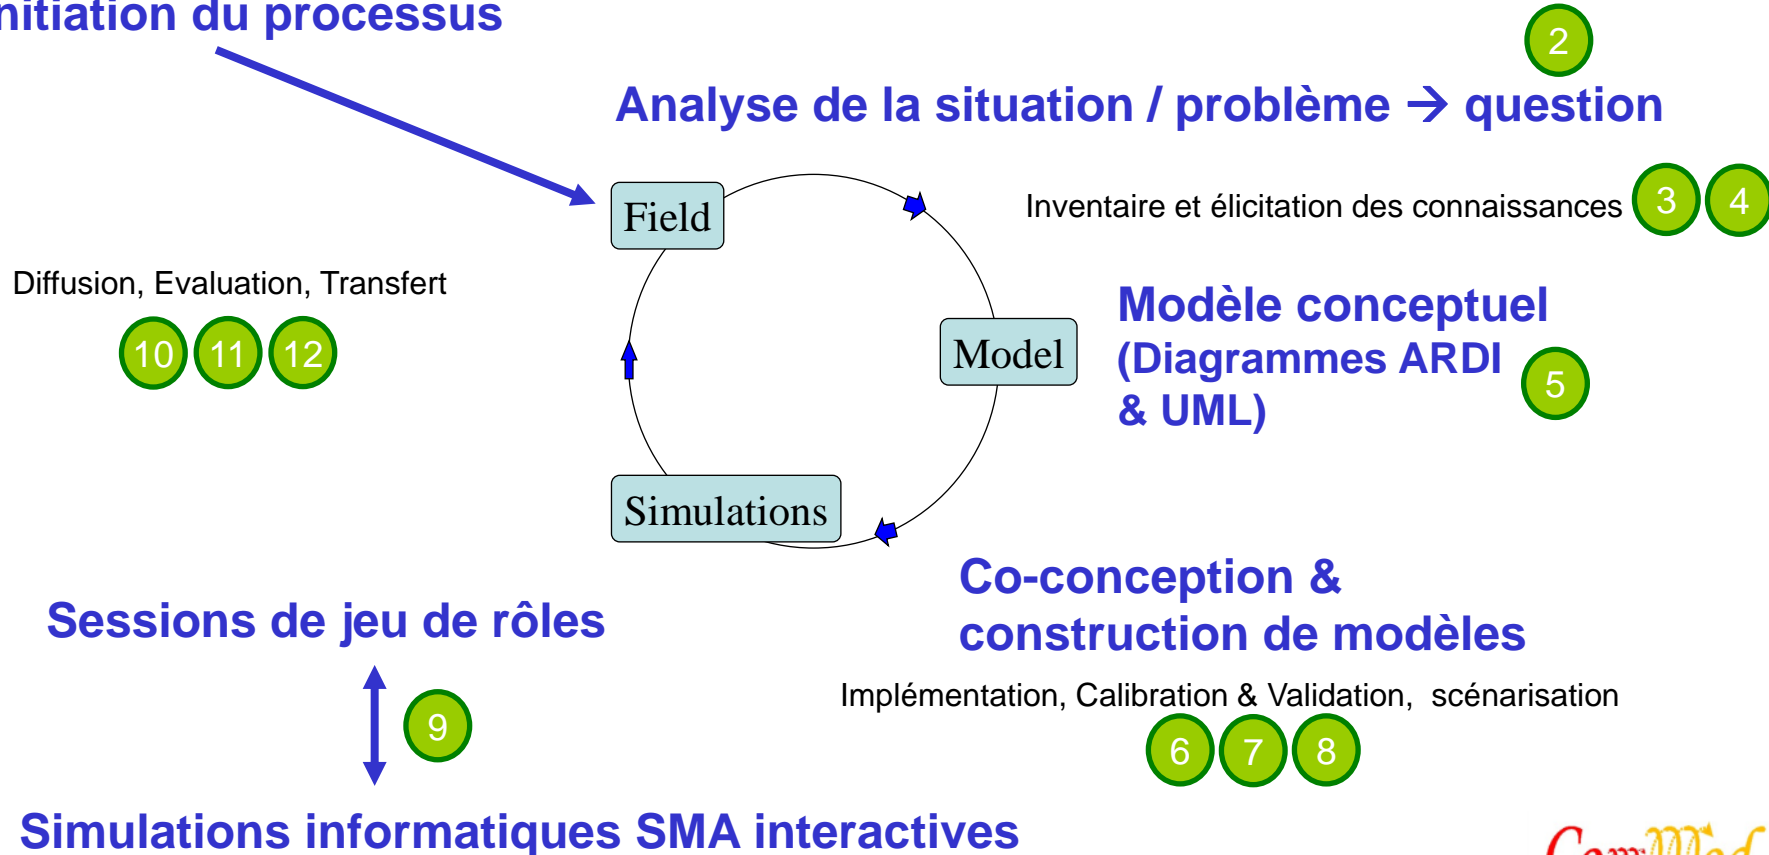 nitiation du processus
2
Analyse de la situation / problème → question
Field
Inventaire et élicitation des connaissances 3 4
Diffusion, Evaluation, Transfert
10 11 12
Modèle conceptuel
(Diagrammes ARDI
& UML)
5
Model
Simulations
Co-conception &
construction de modèles
Sessions de jeu de rôles
Implémentation, Calibration & Validation, scénarisation
6 7 8
9
Simulations informatiques SMA interactives